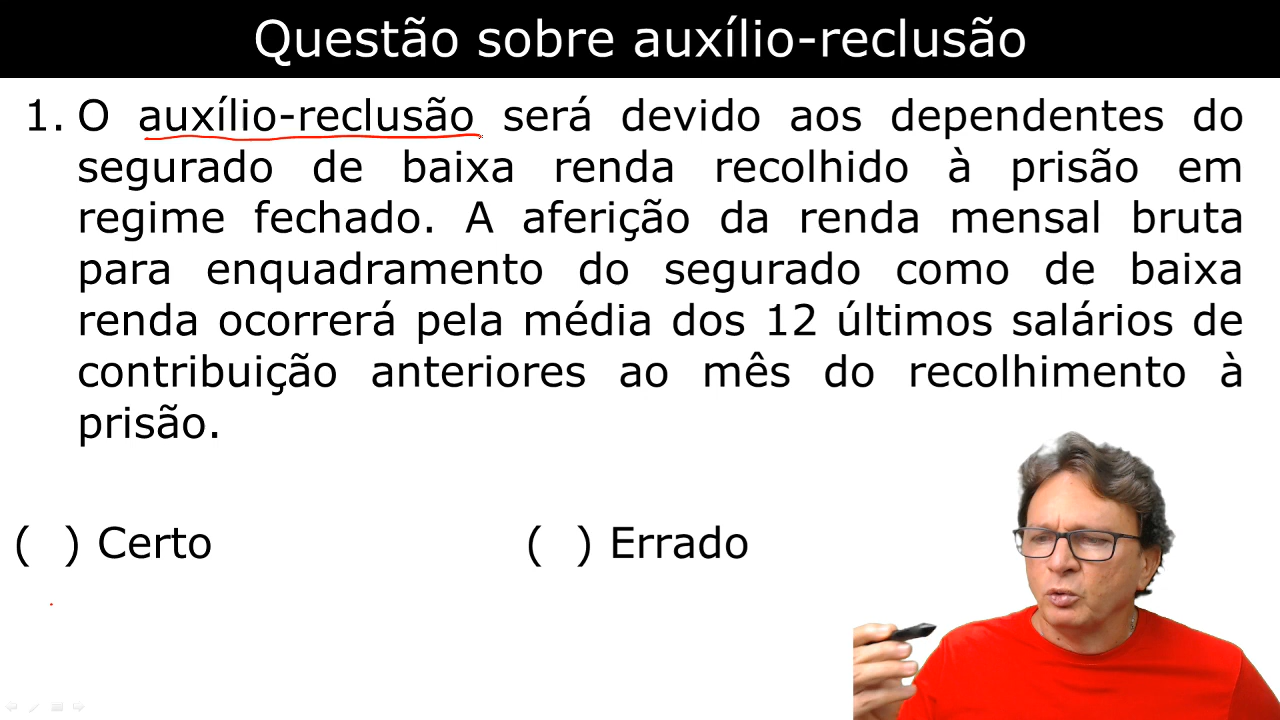 Questão sobre auxílio-reclusão
1. O auxílio-reclusão será devido aos dependentes do
segurado de baixa renda recolhido à prisão em
regime fechado. A aferição da renda mensal bruta
para enquadramento do segurado como de baixa
renda ocorrerá pela média dos 12 últimos salários de
contribuição anteriores ao mês do recolhimento à
prisão.
( ) Certo ( ) Errado